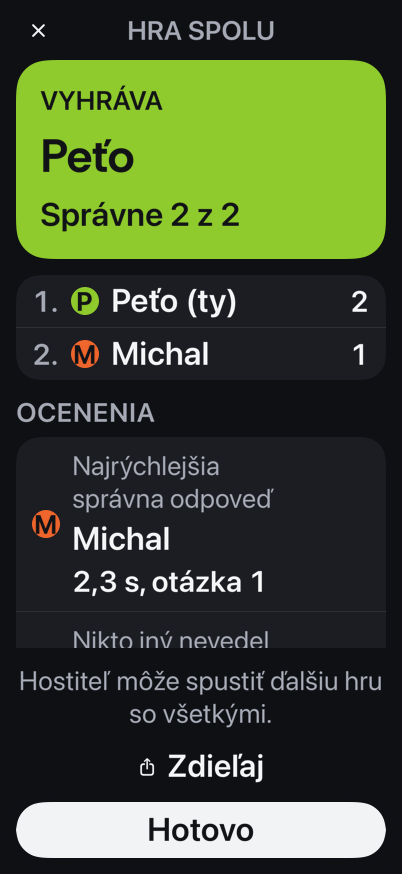 HRA SPOLU
VYHRÁVA
Peťo
Správne 2 z 2
1. P Peťo (ty) 2
2. M Michal 1
OCENENIA
Najrýchlejšia
správna odpoveď
M
Michal
2,3 s, otázka 1
Nikto iný nevedel
Hostiteľ môže spustiť ďalšiu hru
so všetkými.
Zdieľaj
Hotovo